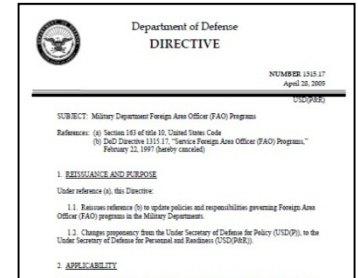 Department of Defense
DIRECTIVE
NUMBER 1315.17
April 28, 2005
USD(P&R)
SUBJECT: Military Department Foreign Area Officer (FAO) Programs
References: (a) Section 163 of title 10, United States Code
(b) DoD Directive 1315.17, "Service Foreign Area Officer (FAO) Programs,"
February 22, 1997 (hereby canceled)
1. REISSUANCE AND PURPOSE
Under reference (a), this Directive:
1.1. Reissues reference (b) to update policies and responsibilities governing Foreign Area
Officer (FAO) programs in the Military Departments.
1.2. Changes proponency from the Under Secretary of Defense for Policy (USD(P)), to the
Under Secretary of Defense for Personnel and Readiness (USD(P&R)).
2. APPLICABILITY